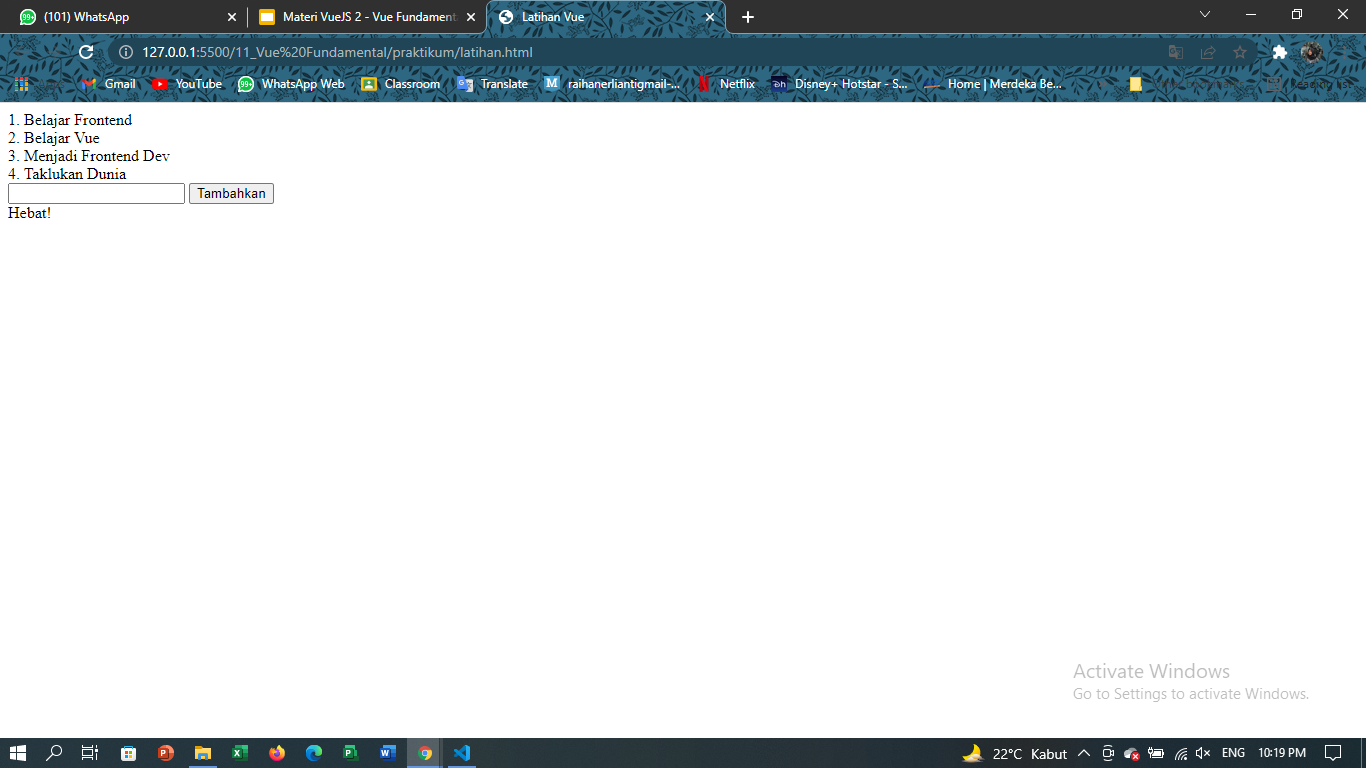 (101) WhatsApp
Materi VueJS 2 - Vue Fundament
Latihan Vue
127.0.0.1:5500/11_Vue%20Fundamental/praktikum/latihan.html
Gmail
YouTube
99+
WhatsApp Web
Classroom
Translate
raihanerliantigmail-...
Netflix
Disney+ Hotstar - S...
Home | Merdeka Be...
Reading list
1. Belajar Frontend
2. Belajar Vue
3. Menjadi Frontend Dev
4. Taklukan Dunia
Tambahkan
Hebat!
Activate Windows
Go to Settings to activate Windows.
22°C Kabut
ENG
10:19 PM